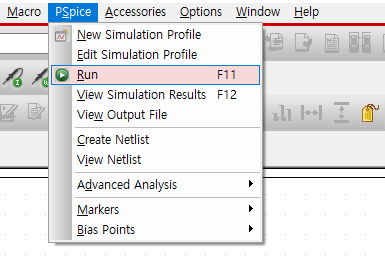 Macro PSpice Accessories Options Window Help
New Simulation Profile
Edit Simulation Profile
Run F11
View Simulation Results F12
View Output File
Create Netlist
View Netlist
Advanced Analysis
Markers
Bias Points